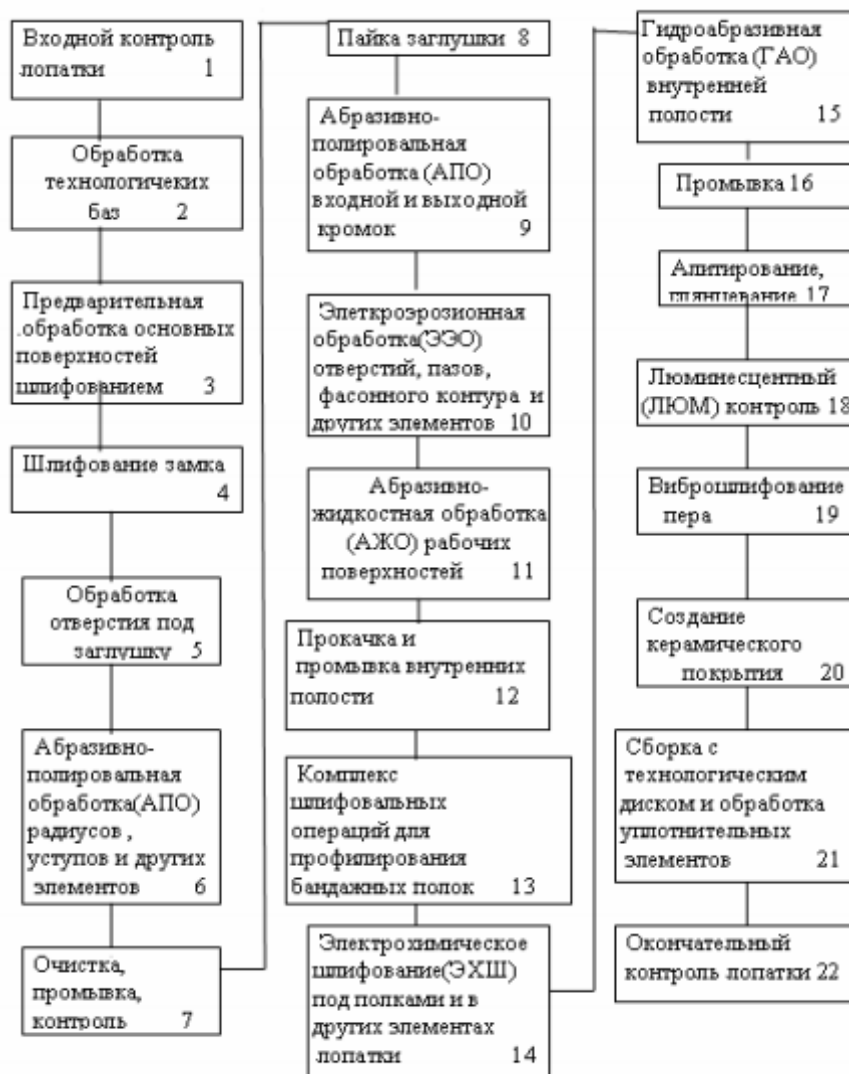 Входной контроль
лопатки 1
Обработка
технологичеких
баз 2
Предварительная
.обработка основных
поверхностей
шлифованием 3
Шлифование замка
4
Обработка
отверстия под
заглушку 5
Абразивно-
полировальная
обработка(АПО)
радиусов ,
уступов и других
элементов 6
Очистка,
промывка,
контроль 7
Пайка заглушки 8
Абразивно-
полировальная
обработка (АПО)
входной и выходной
кромок 9
Элеткроэрозионная
обработка(ЭЭО)
отверстий, пазов,
фасонного контура и
других элементов 10
Абразивно-
жидкостная обработка
(АЖО) рабочих
поверхностей 11
Прокачка и
промывка внутренних
полости 12
Комплекс
шлифовальных
операций для
профилирования
бандажных полок 13
Электрохимическое
шлифование(ЭХШ)
под полками и в
других элементах
лопатки 14
Гидроабразивная
обработка (ГАО)
внутренней
полости 15
Промывка 16
Алитирование,
глянцевание 17
Люминесцентный
(ЛЮМ) контроль 18
Виброшлифование
пера 19
Создание
керамического
покрытия 20
Сборка с
технологическим
диском и обработка
уплотнительных
элементов 21
Окончательный
контроль лопатки 22